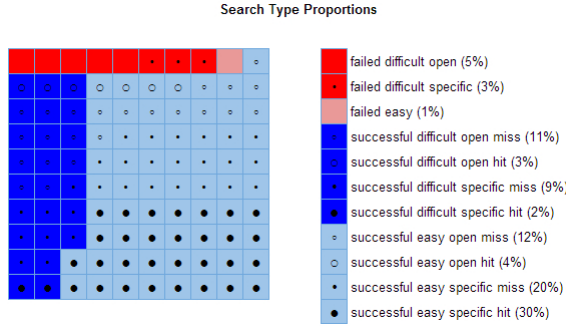 Search Type Proportions
failed difficult open (5%)
failed difficult specific (3%)
failed easy (1%)
successful difficult open miss (11%)
successful difficult open hit (3%)
successful difficult specific miss (9%)
successful difficult specific hit (2%)
successful easy open miss (12%)
successful easy open hit (4%)
successful easy specific miss (20%)
successful easy specific hit (30%)